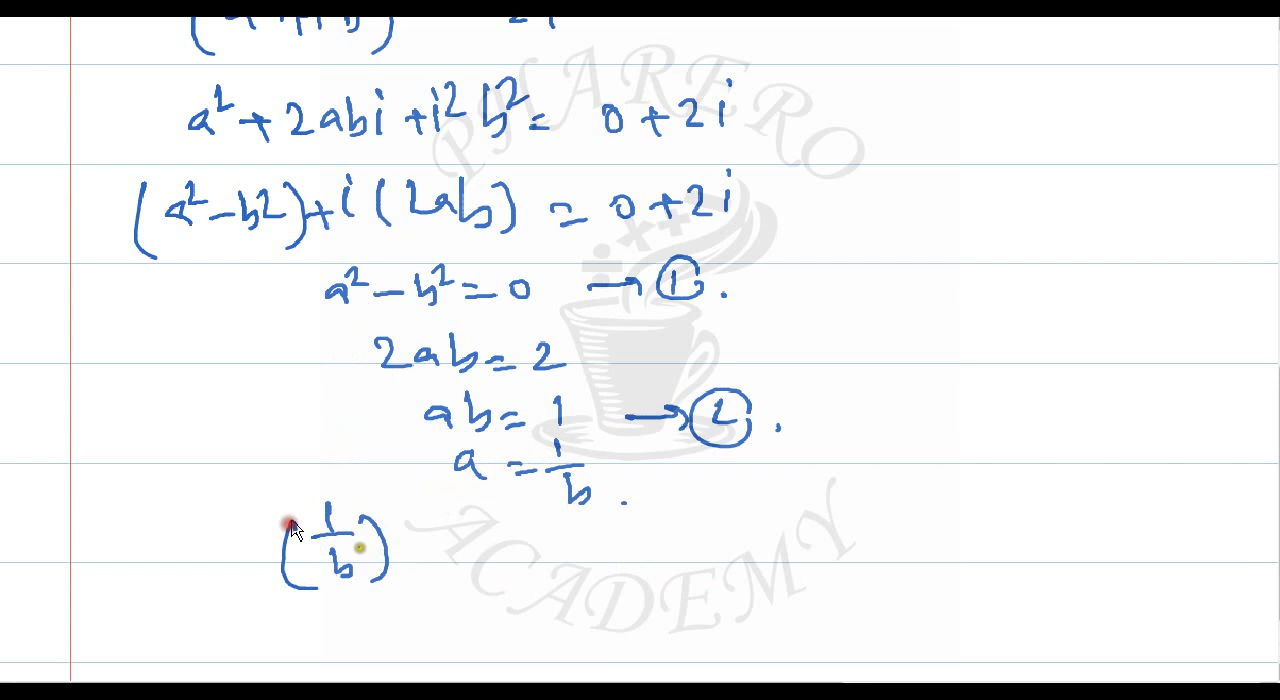 a² + 2abi + i²b² = 0 + 2i
(a² - b²) + i(2ab) = 0 + 2i
a² - b² = 0 → ①.
2ab = 2
ab = 1 → ②.
a = 1/b.
(1/b)
PHARERO
ACADEMY